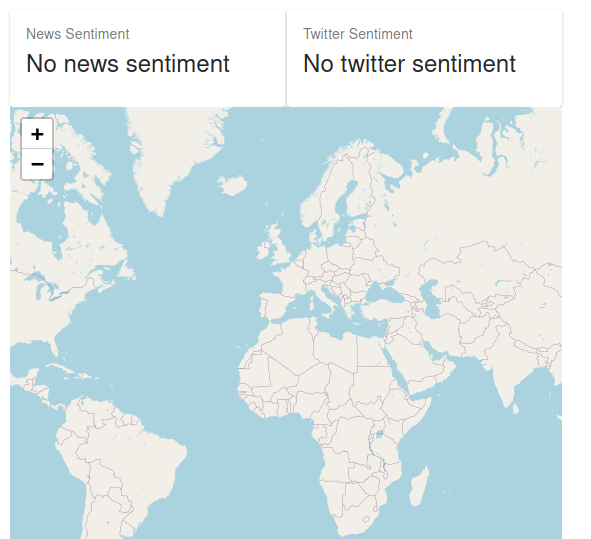 News Sentiment
No news sentiment
Twitter Sentiment
No twitter sentiment
+
−